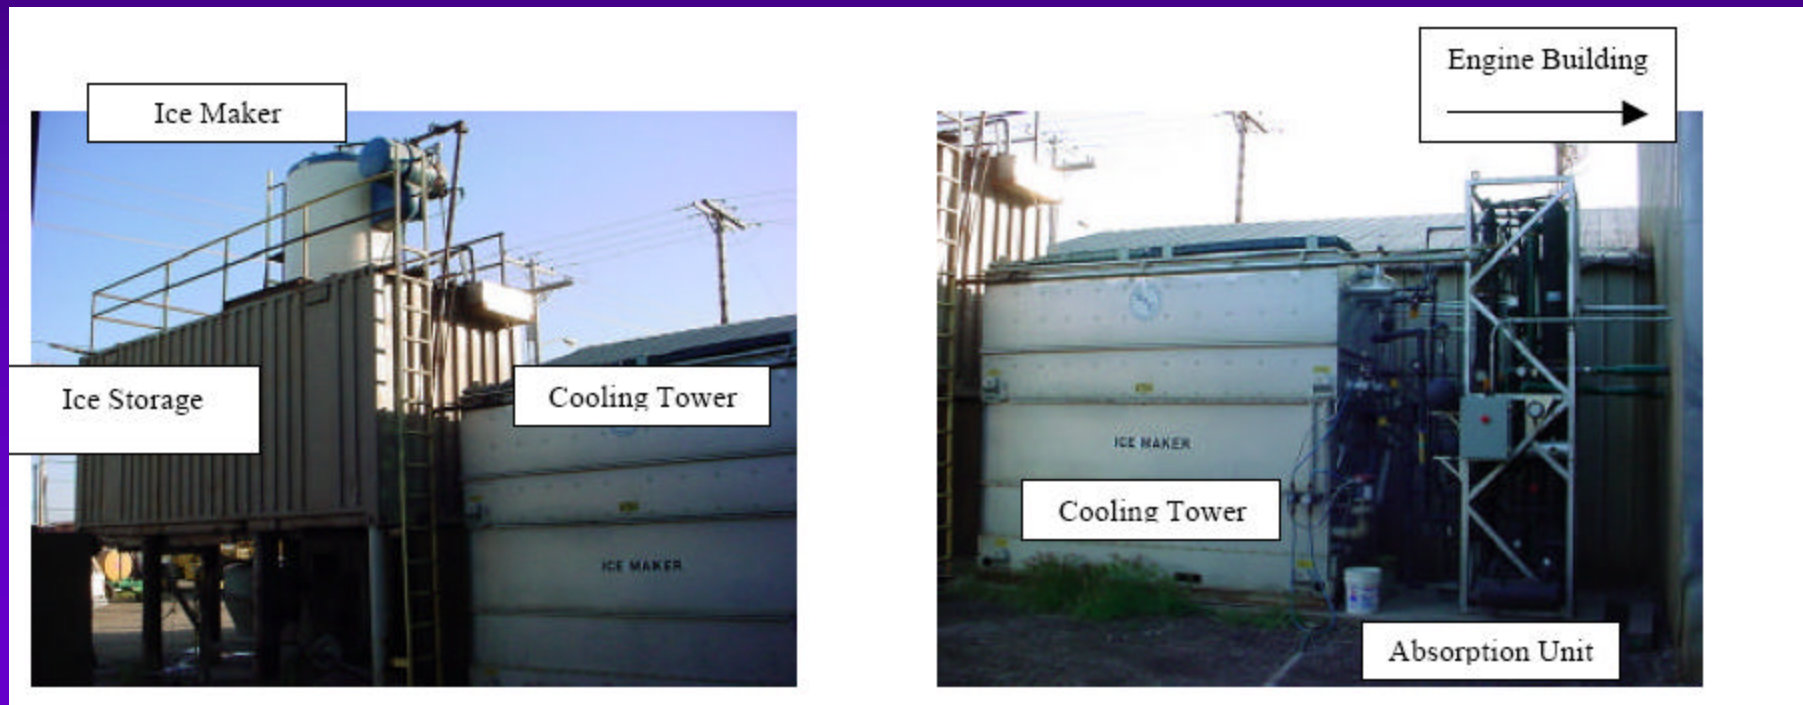 Ice Maker
Ice Storage
Cooling Tower
ICE MAKER
Engine Building
ICE MAKER
Cooling Tower
Absorption Unit